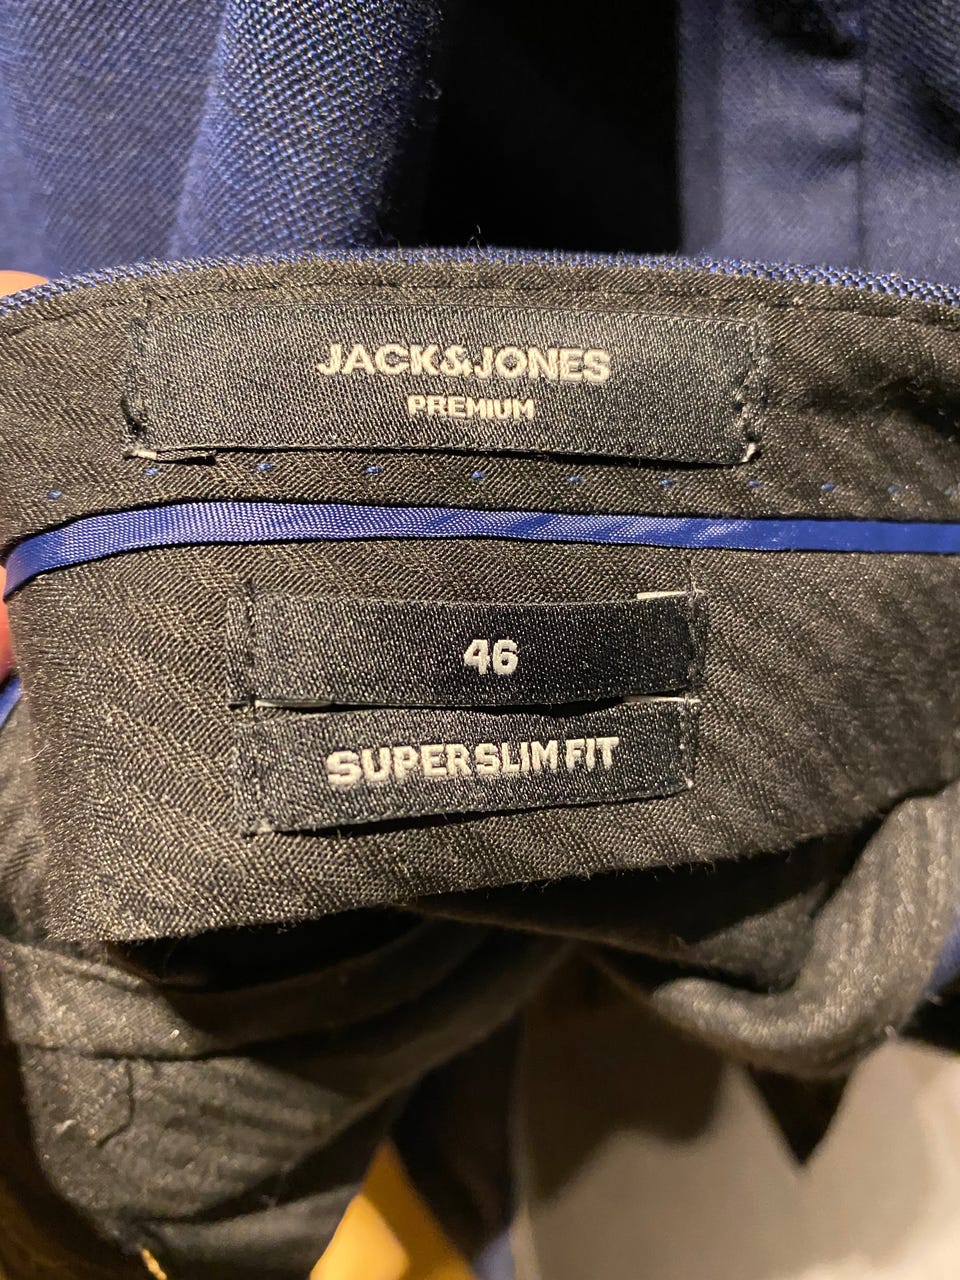 JACK&JONES
PREMIUM
46
SUPER SLIM FIT